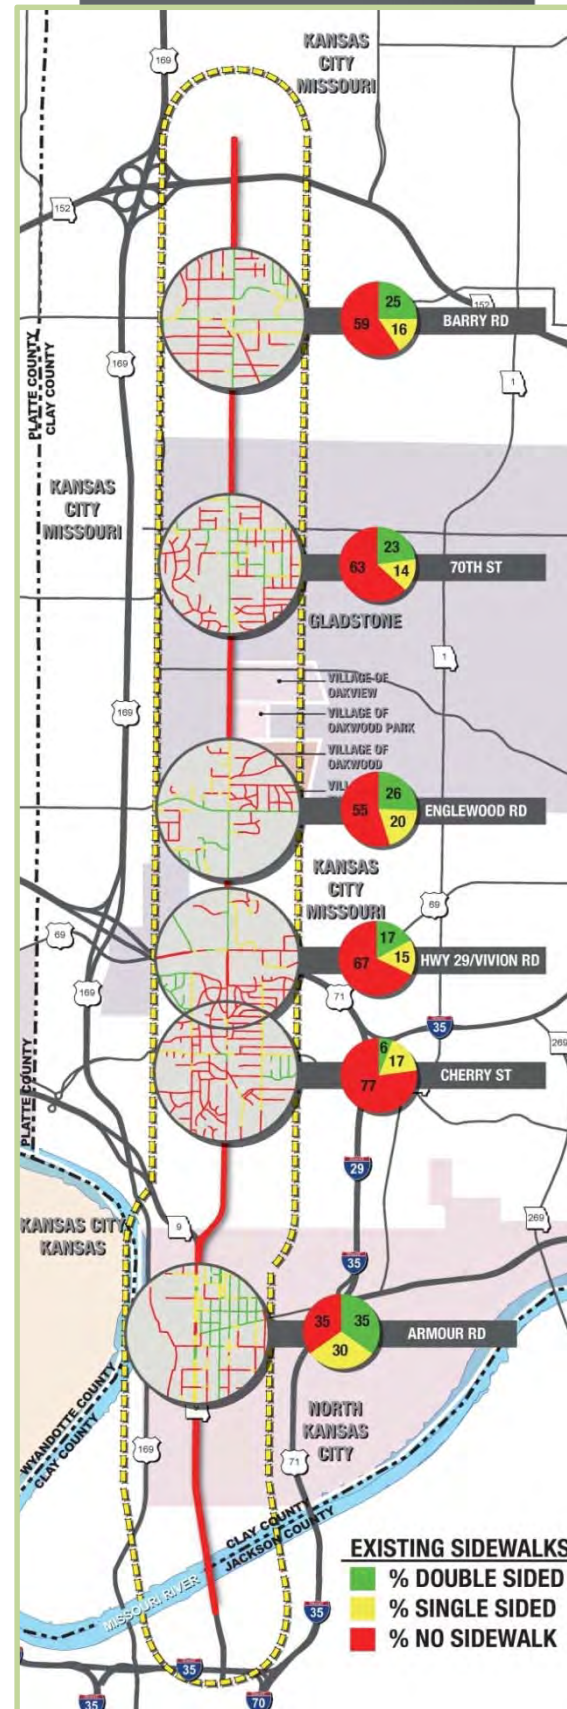 KANSAS
CITY
MISSOURI
169
152
152
25
59
16
BARRY RD
169
1
PLATTE COUNTY
CLAY COUNTY
KANSAS
CITY
MISSOURI
23
63
14
70TH ST
GLADSTONE
1
VILLAGE OF
OAKVIEW
169
VILLAGE OF
OAKWOOD PARK
VILLAGE OF
OAKWOOD
VILL
26
55
20
ENGLEWOOD RD
KANSAS
CITY
MISSOURI
69
69
17
67
15
HWY 29/VIVION RD
169
71
35
269
6
17
77
CHERRY ST
PLATTE COUNTY
29
9
269
KANSAS CITY
KANSAS
35
35
35
30
ARMOUR RD
NORTH
KANSAS
CITY
WYANDOTTE COUNTY
CLAY COUNTY
169
71
CLAY COUNTY
JACKSON COUNTY
MISSOURI RIVER
35
35
35
70
EXISTING SIDEWALKS
% DOUBLE SIDED
% SINGLE SIDED
% NO SIDEWALK